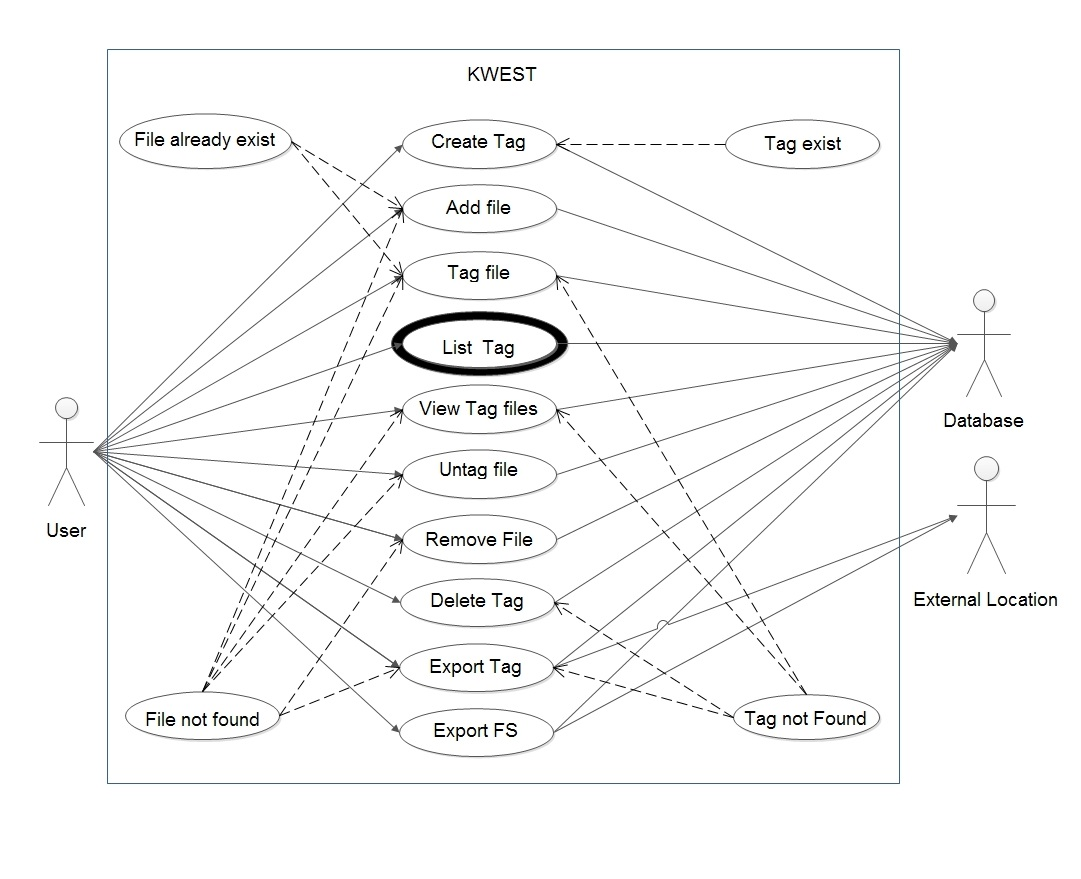 KWEST
File already exist
Create Tag
Tag exist
Add file
Tag file
List Tag
View Tag files
Database
Untag file
User
Remove File
Delete Tag
External Location
Export Tag
File not found
Tag not Found
Export FS